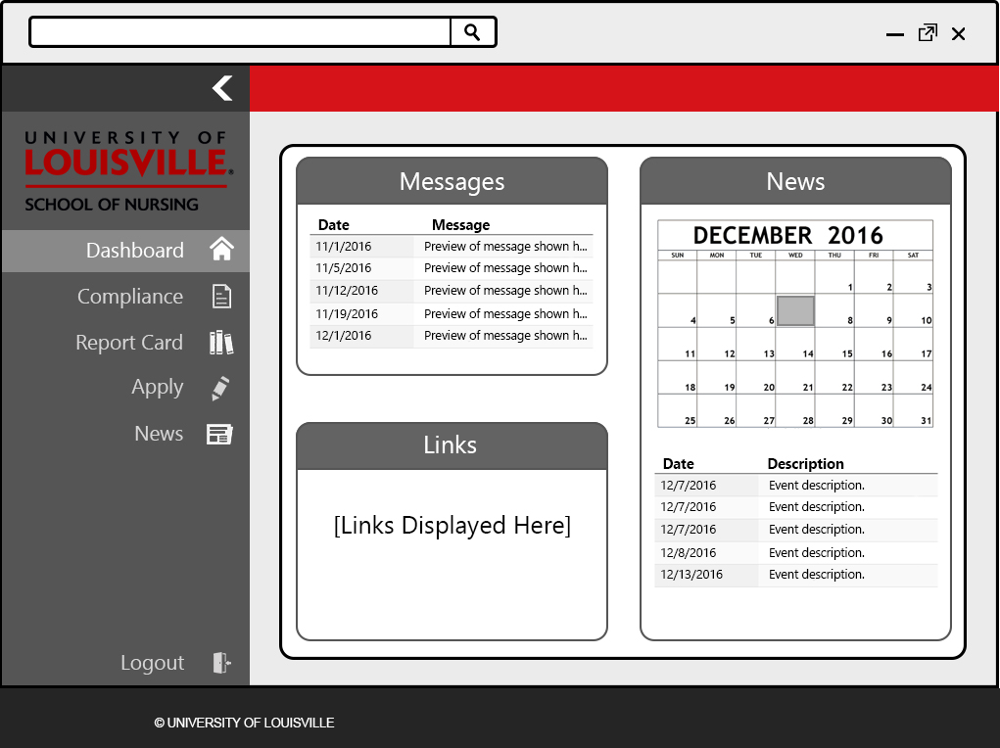 UNIVERSITY OF
LOUISVILLE.
SCHOOL OF NURSING
Dashboard
Compliance
Report Card
Apply
News
Logout
Messages
Date Message
11/1/2016 Preview of message shown h...
11/5/2016 Preview of message shown h...
11/12/2016 Preview of message shown h...
11/19/2016 Preview of message shown h...
12/1/2016 Preview of message shown h...
Links
[Links Displayed Here]
News
DECEMBER 2016
SUN MON TUE WED THU FRI SAT
1 2 3
4 5 6 8 9 10
11 12 13 14 15 16 17
18 19 20 21 22 23 24
25 26 27 28 29 30 31
Date Description
12/7/2016 Event description.
12/7/2016 Event description.
12/7/2016 Event description.
12/8/2016 Event description.
12/13/2016 Event description.
© UNIVERSITY OF LOUISVILLE